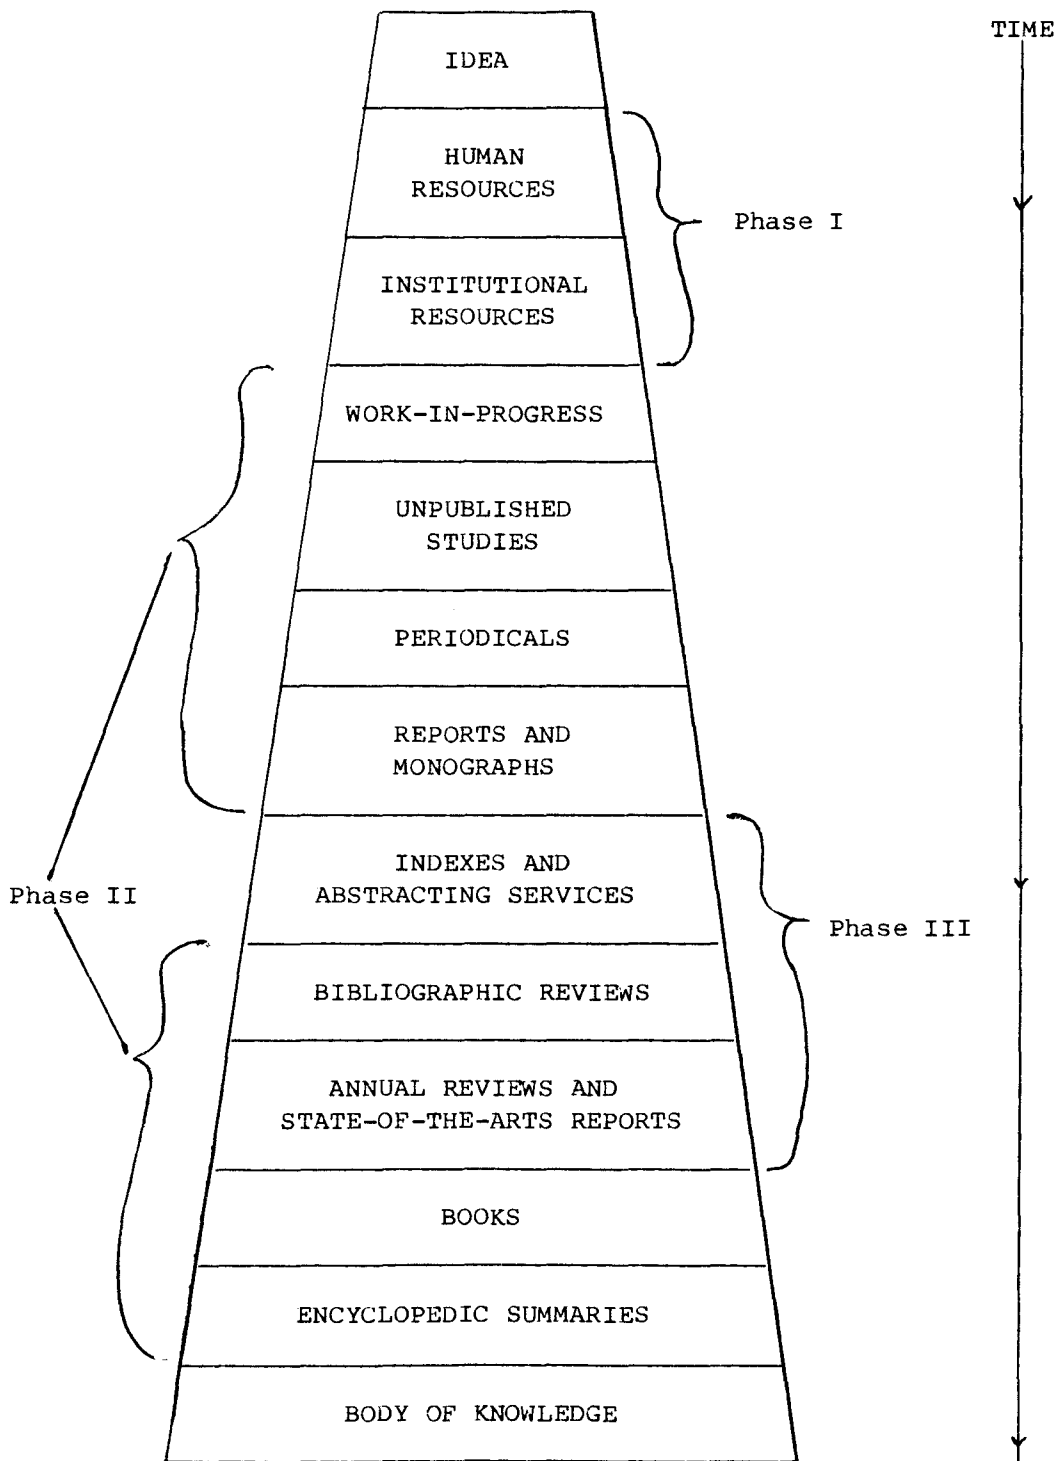 TIME
IDEA
HUMAN
RESOURCES
Phase I
INSTITUTIONAL
RESOURCES
WORK-IN-PROGRESS
UNPUBLISHED
STUDIES
PERIODICALS
REPORTS AND
MONOGRAPHS
INDEXES AND
ABSTRACTING SERVICES
Phase II
Phase III
BIBLIOGRAPHIC REVIEWS
ANNUAL REVIEWS AND
STATE-OF-THE-ARTS REPORTS
BOOKS
ENCYCLOPEDIC SUMMARIES
BODY OF KNOWLEDGE